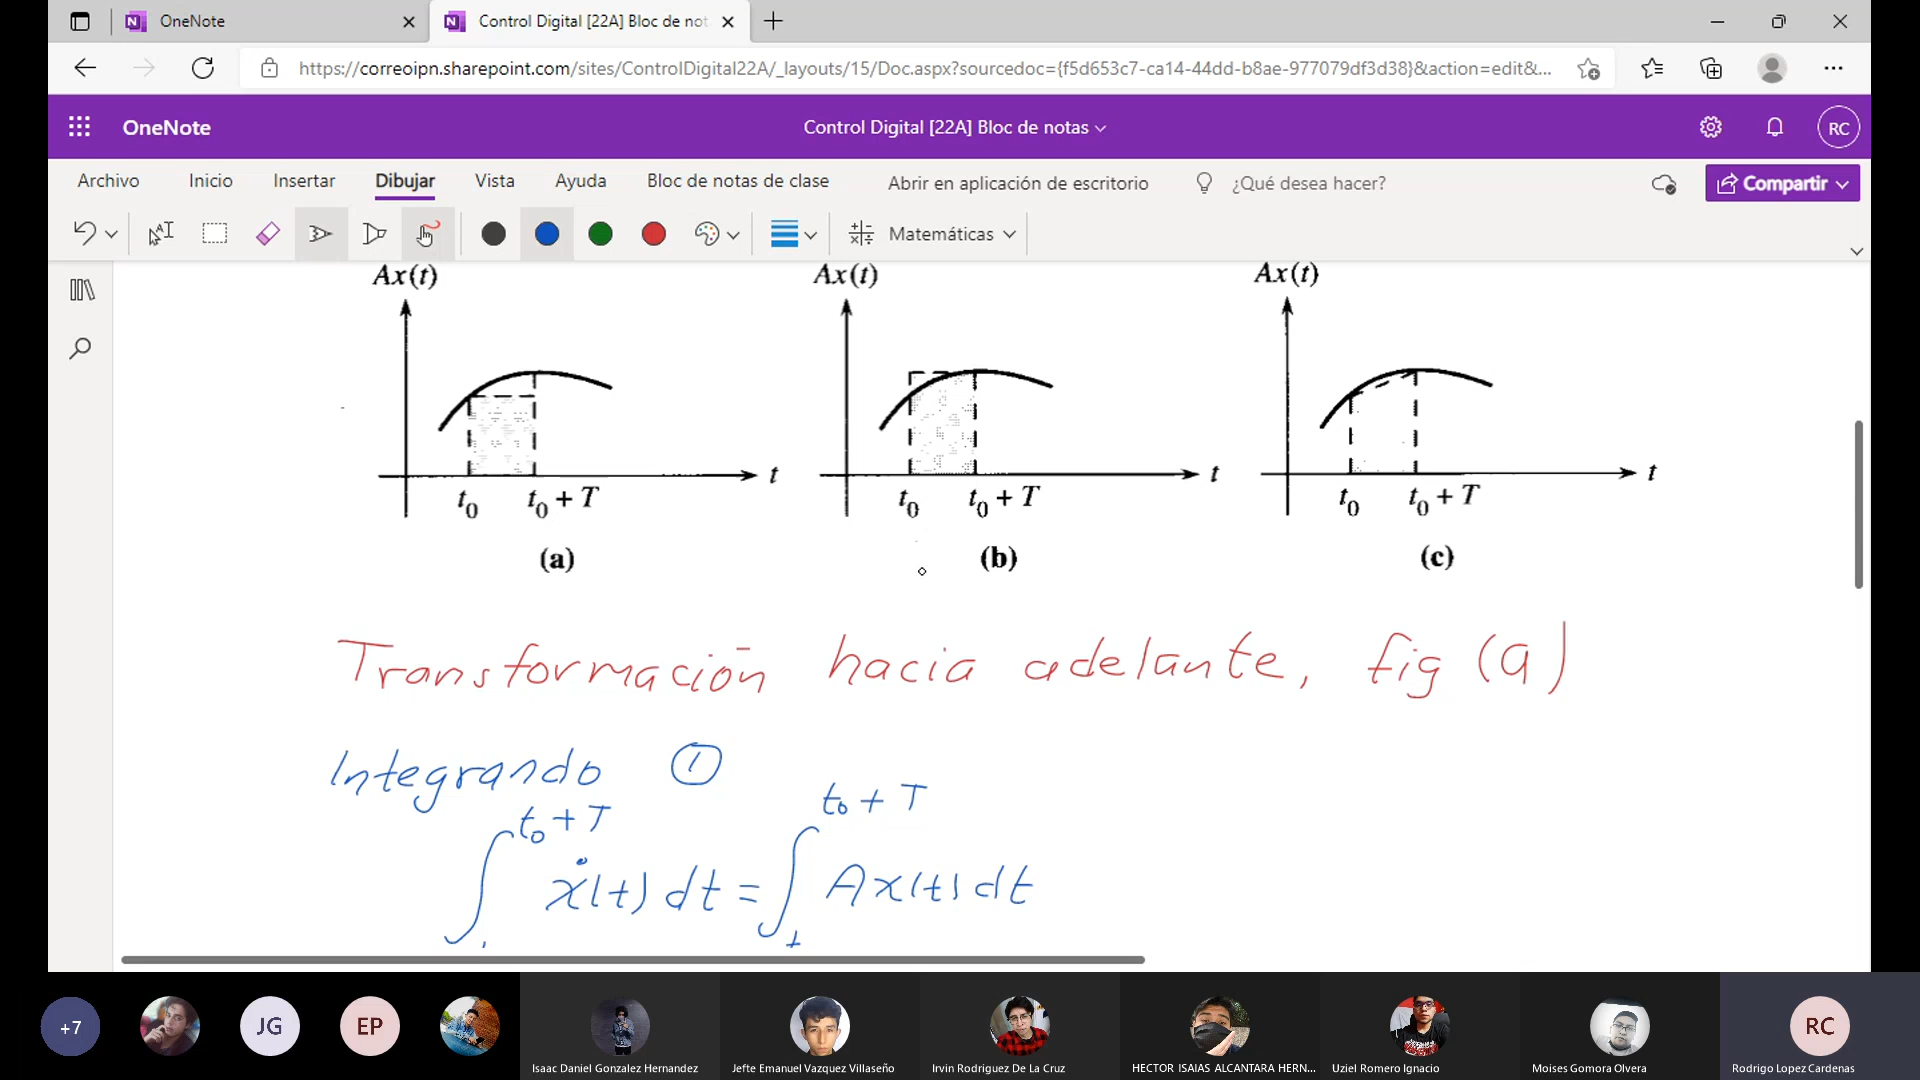 OneNote
Control Digital [22A] Bloc de not
https://correoipn.sharepoint.com/sites/ControlDigital22A/_layouts/15/Doc.aspx?sourcedoc={f5d653c7-ca14-44dd-b8ae-977079df3d38}&action=edit&...
OneNote Control Digital [22A] Bloc de notas RC
Archivo Inicio Insertar Dibujar Vista Ayuda Bloc de notas de clase Abrir en aplicación de escritorio ¿Qué desea hacer? Compartir
Matemáticas
Ax(t) Ax(t) Ax(t)
t t t
t₀ t₀ + T t₀ t₀ + T t₀ t₀ + T
(a) (b) (c)
Transformación hacia adelante, fig (a)
Integrando ①
t₀ + T t₀ + T
∫ ẋ(t) dt = ∫ Ax(t) dt
+7 JG EP RC
Isaac Daniel Gonzalez Hernandez Jefte Emanuel Vazquez Villaseño Irvin Rodriguez De La Cruz HECTOR ISAIAS ALCANTARA HERN... Uziel Romero Ignacio Moises Gomora Olvera Rodrigo Lopez Cardenas